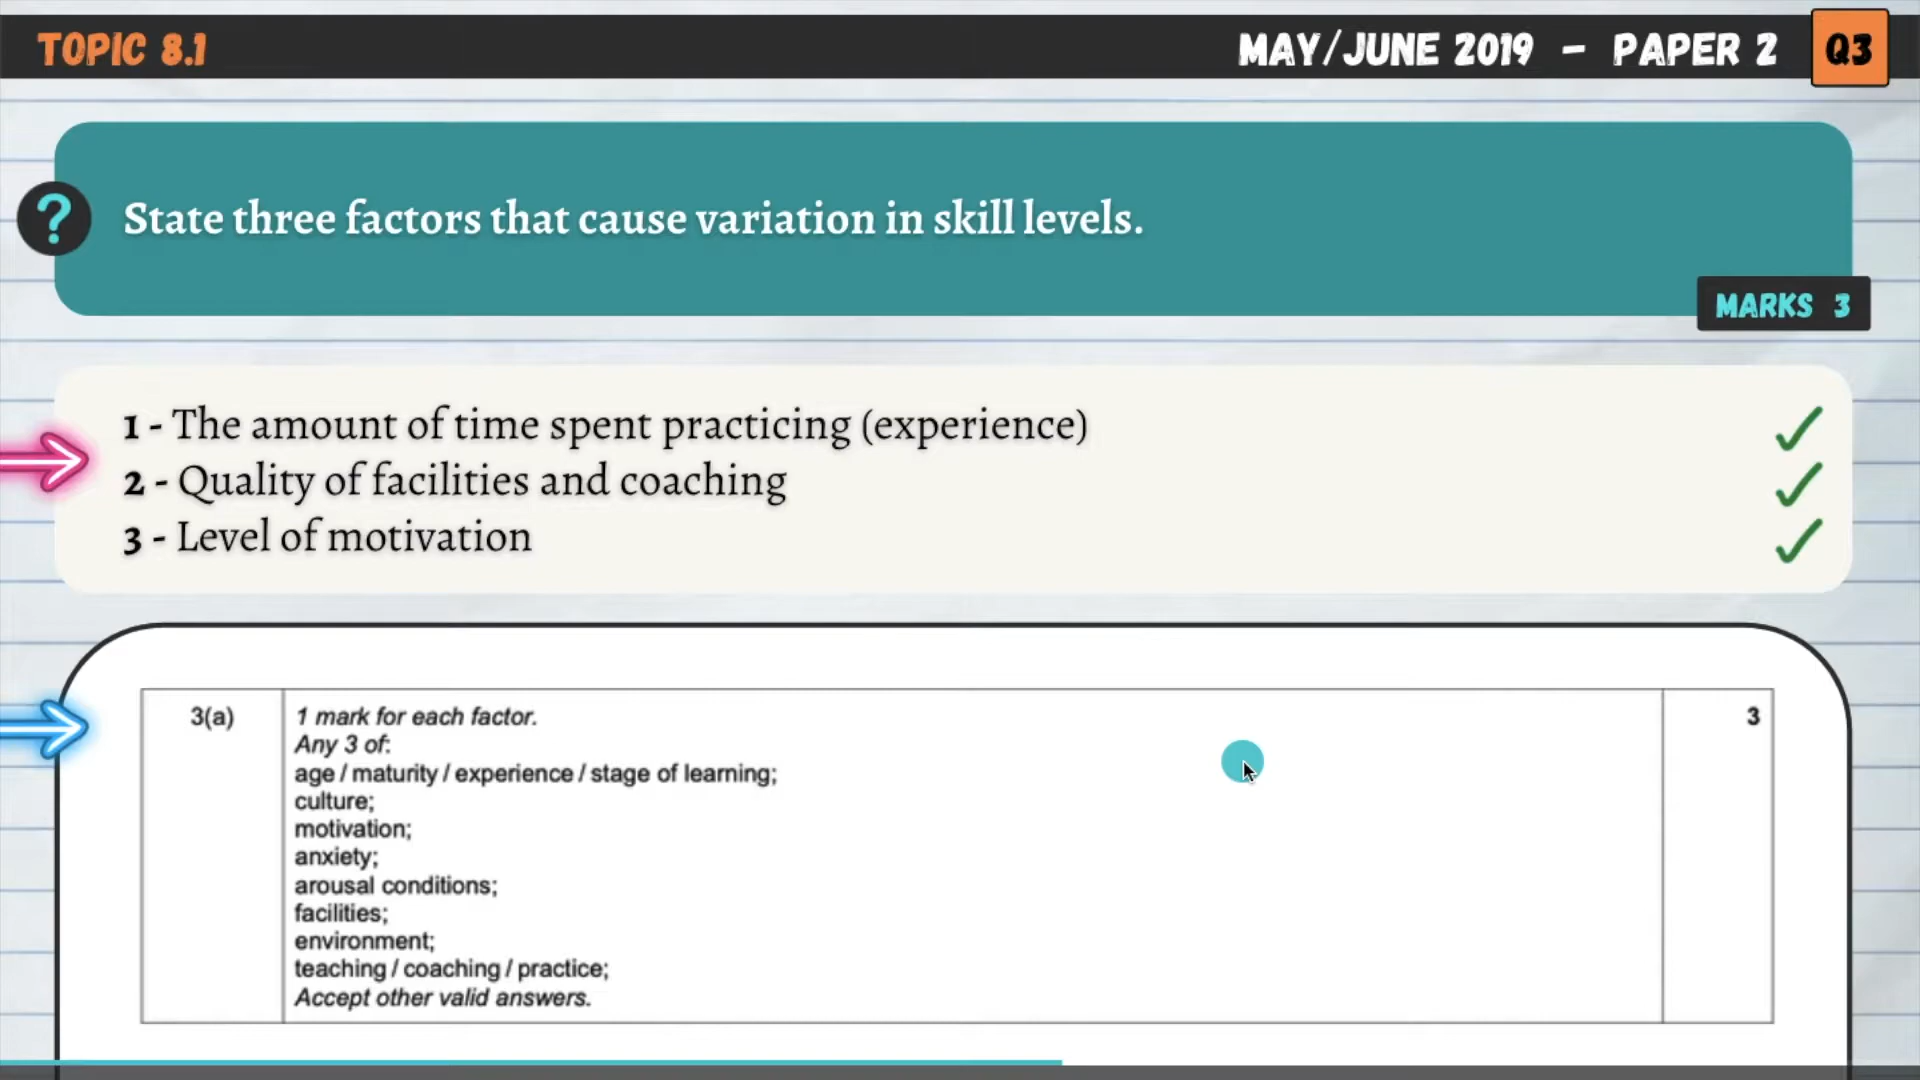 TOPIC 8.1
MAY/JUNE 2019 - PAPER 2
Q3
?
State three factors that cause variation in skill levels.
MARKS 3
1 - The amount of time spent practicing (experience)
2 - Quality of facilities and coaching
3 - Level of motivation
3(a)
1 mark for each factor.
3
Any 3 of:
age / maturity / experience / stage of learning;
culture;
motivation;
anxiety;
arousal conditions;
facilities;
environment;
teaching / coaching / practice;
Accept other valid answers.